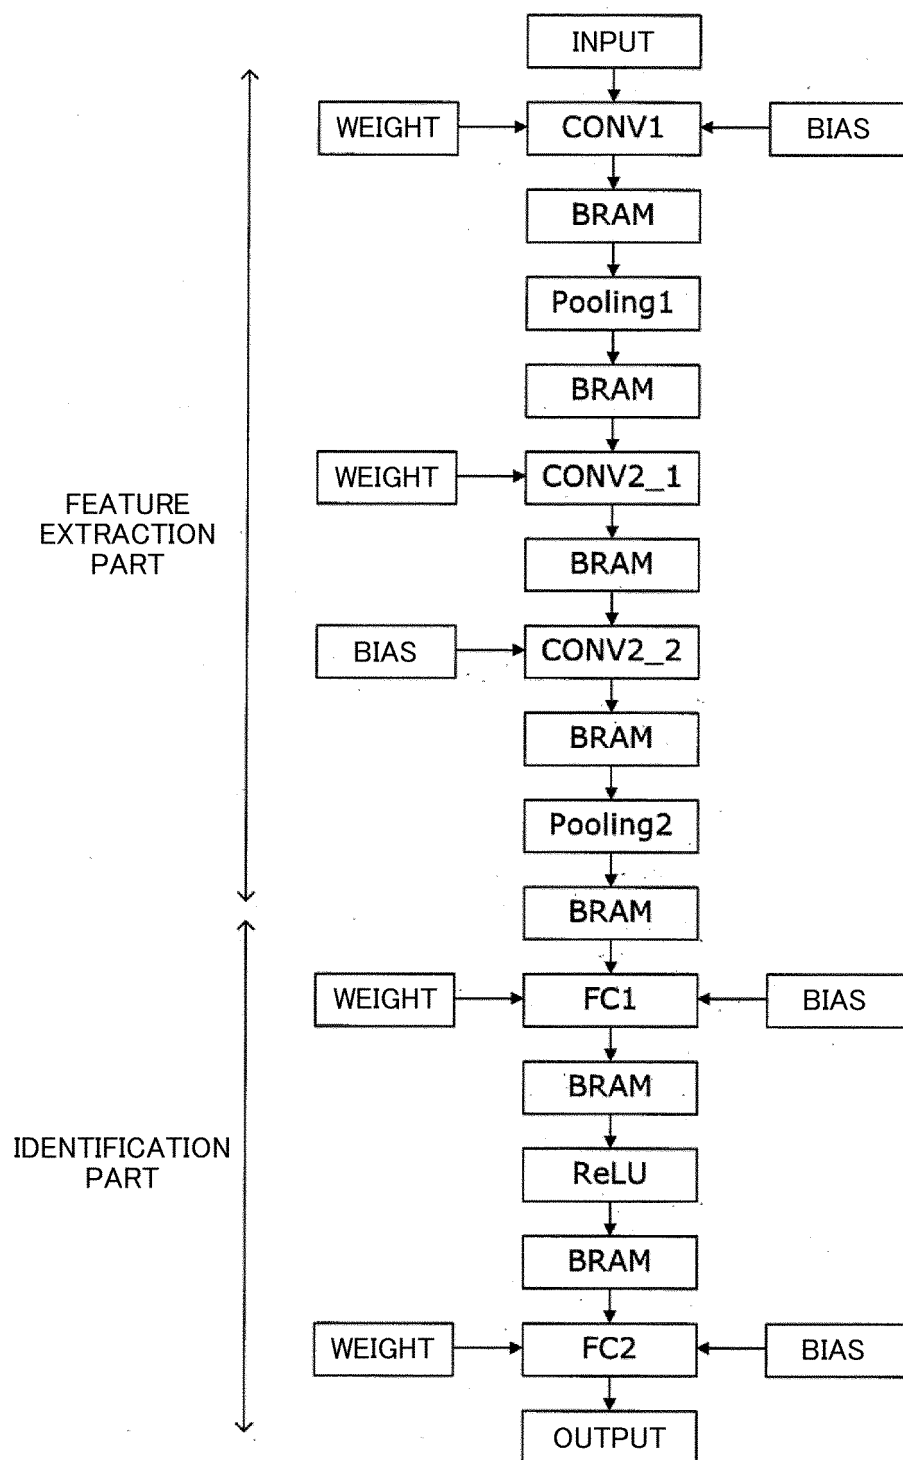 INPUT
WEIGHT
CONV1
BIAS
BRAM
Pooling1
BRAM
WEIGHT
CONV2_1
FEATURE
EXTRACTION
PART
BRAM
BIAS
CONV2_2
BRAM
Pooling2
BRAM
WEIGHT
FC1
BIAS
BRAM
IDENTIFICATION
PART
ReLU
BRAM
WEIGHT
FC2
BIAS
OUTPUT